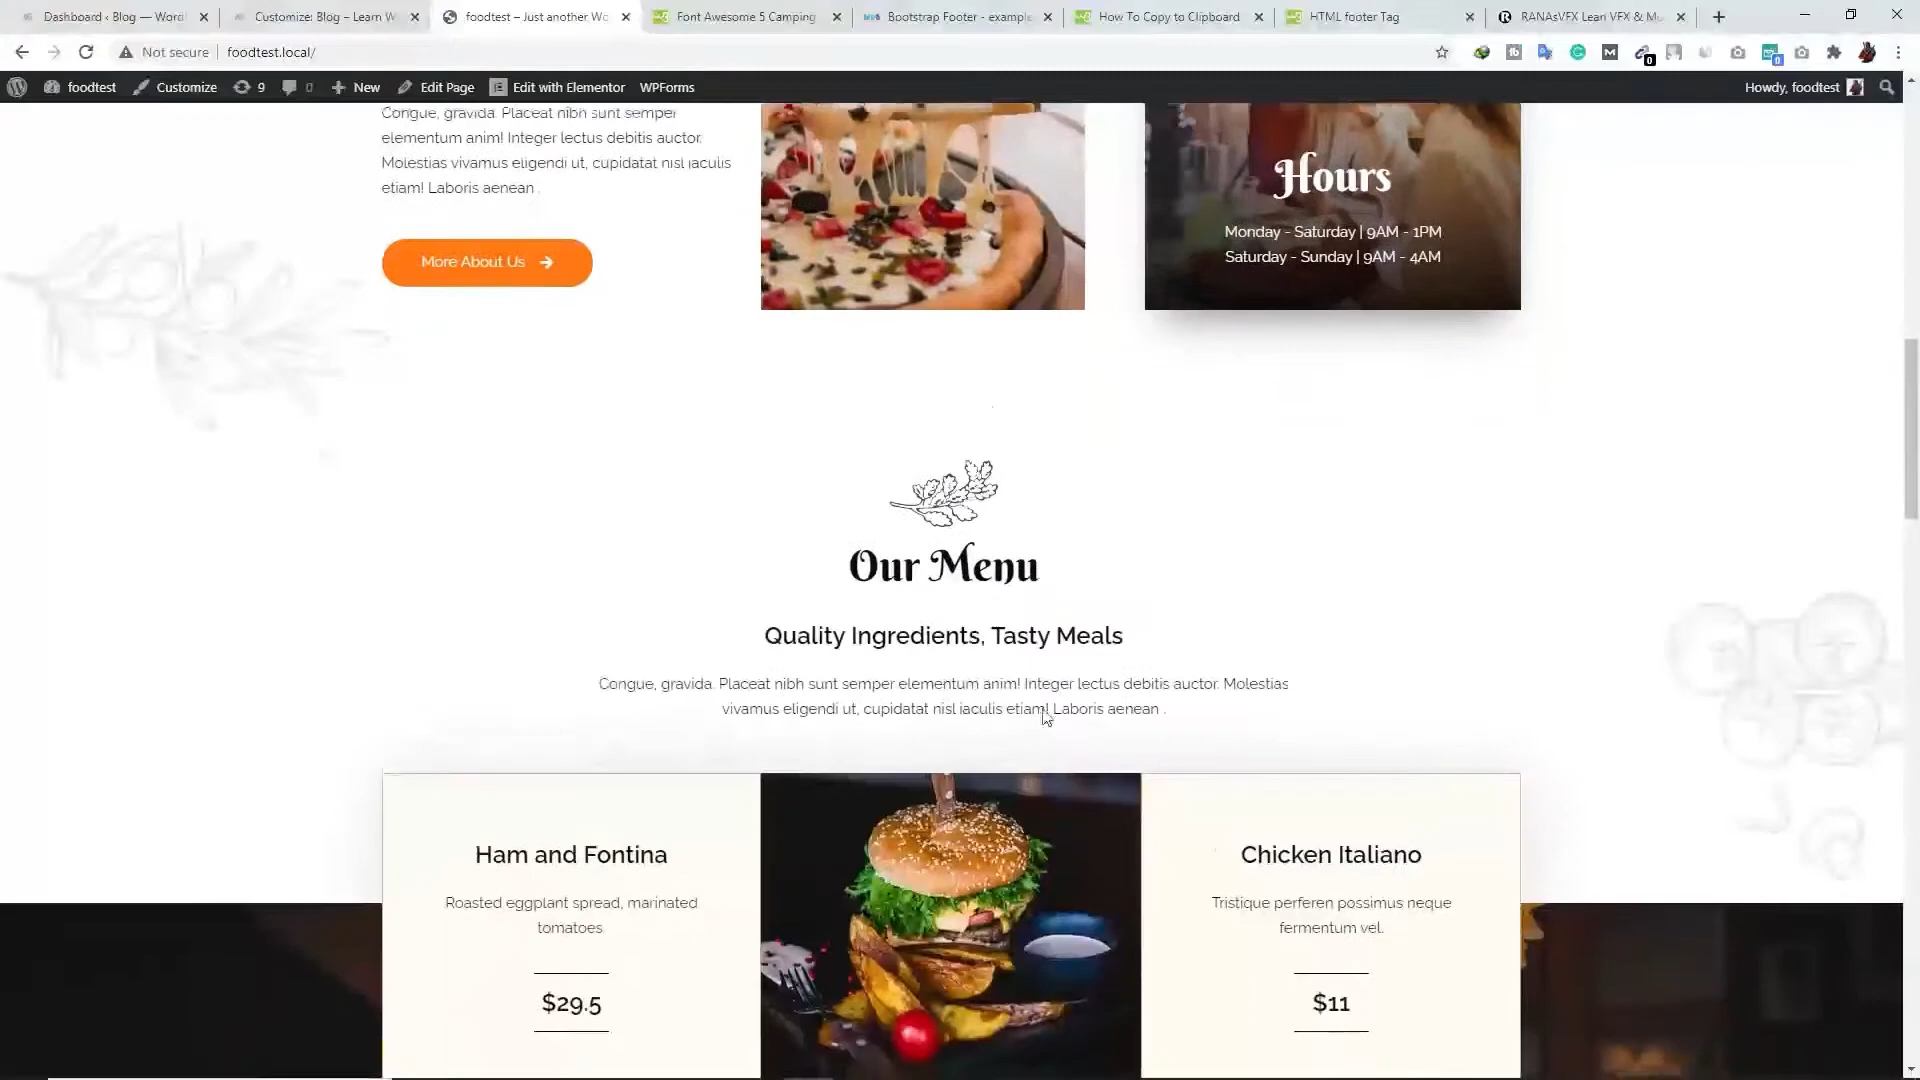 Dashboard ‹ Blog — Word
Customize: Blog – Learn W
foodtest – Just another Wo
Font Awesome 5 Camping
Bootstrap Footer - example
How To Copy to Clipboard
HTML footer Tag
RANAsVFX Learn VFX & Mo
Not secure
foodtest.local/
foodtest
Customize
9
0
New
Edit Page
Edit with Elementor
WPForms
Howdy, foodtest
Congue, gravida. Placeat nibh sunt semper
elementum anim! Integer lectus debitis auctor.
Molestias vivamus eligendi ut, cupidatat nisl iaculis
etiam! Laboris aenean .
More About Us
Hours
Monday - Saturday | 9AM - 1PM
Saturday - Sunday | 9AM - 4AM
Our Menu
Quality Ingredients, Tasty Meals
Congue, gravida. Placeat nibh sunt semper elementum anim! Integer lectus debitis auctor. Molestias
vivamus eligendi ut, cupidatat nisl iaculis etiam! Laboris aenean .
Ham and Fontina
Roasted eggplant spread, marinated
tomatoes
$29.5
Chicken Italiano
Tristique perferen possimus neque
fermentum vel.
$11